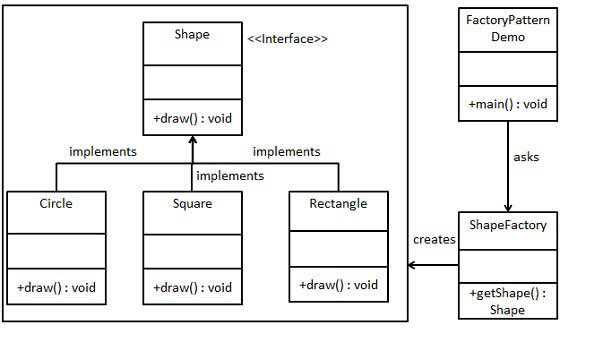 Shape
<<Interface>>
+draw() : void
implements
implements
implements
Circle
+draw() : void
Square
+draw() : void
Rectangle
+draw() : void
FactoryPattern
Demo
+main() : void
asks
ShapeFactory
+getShape() :
Shape
creates